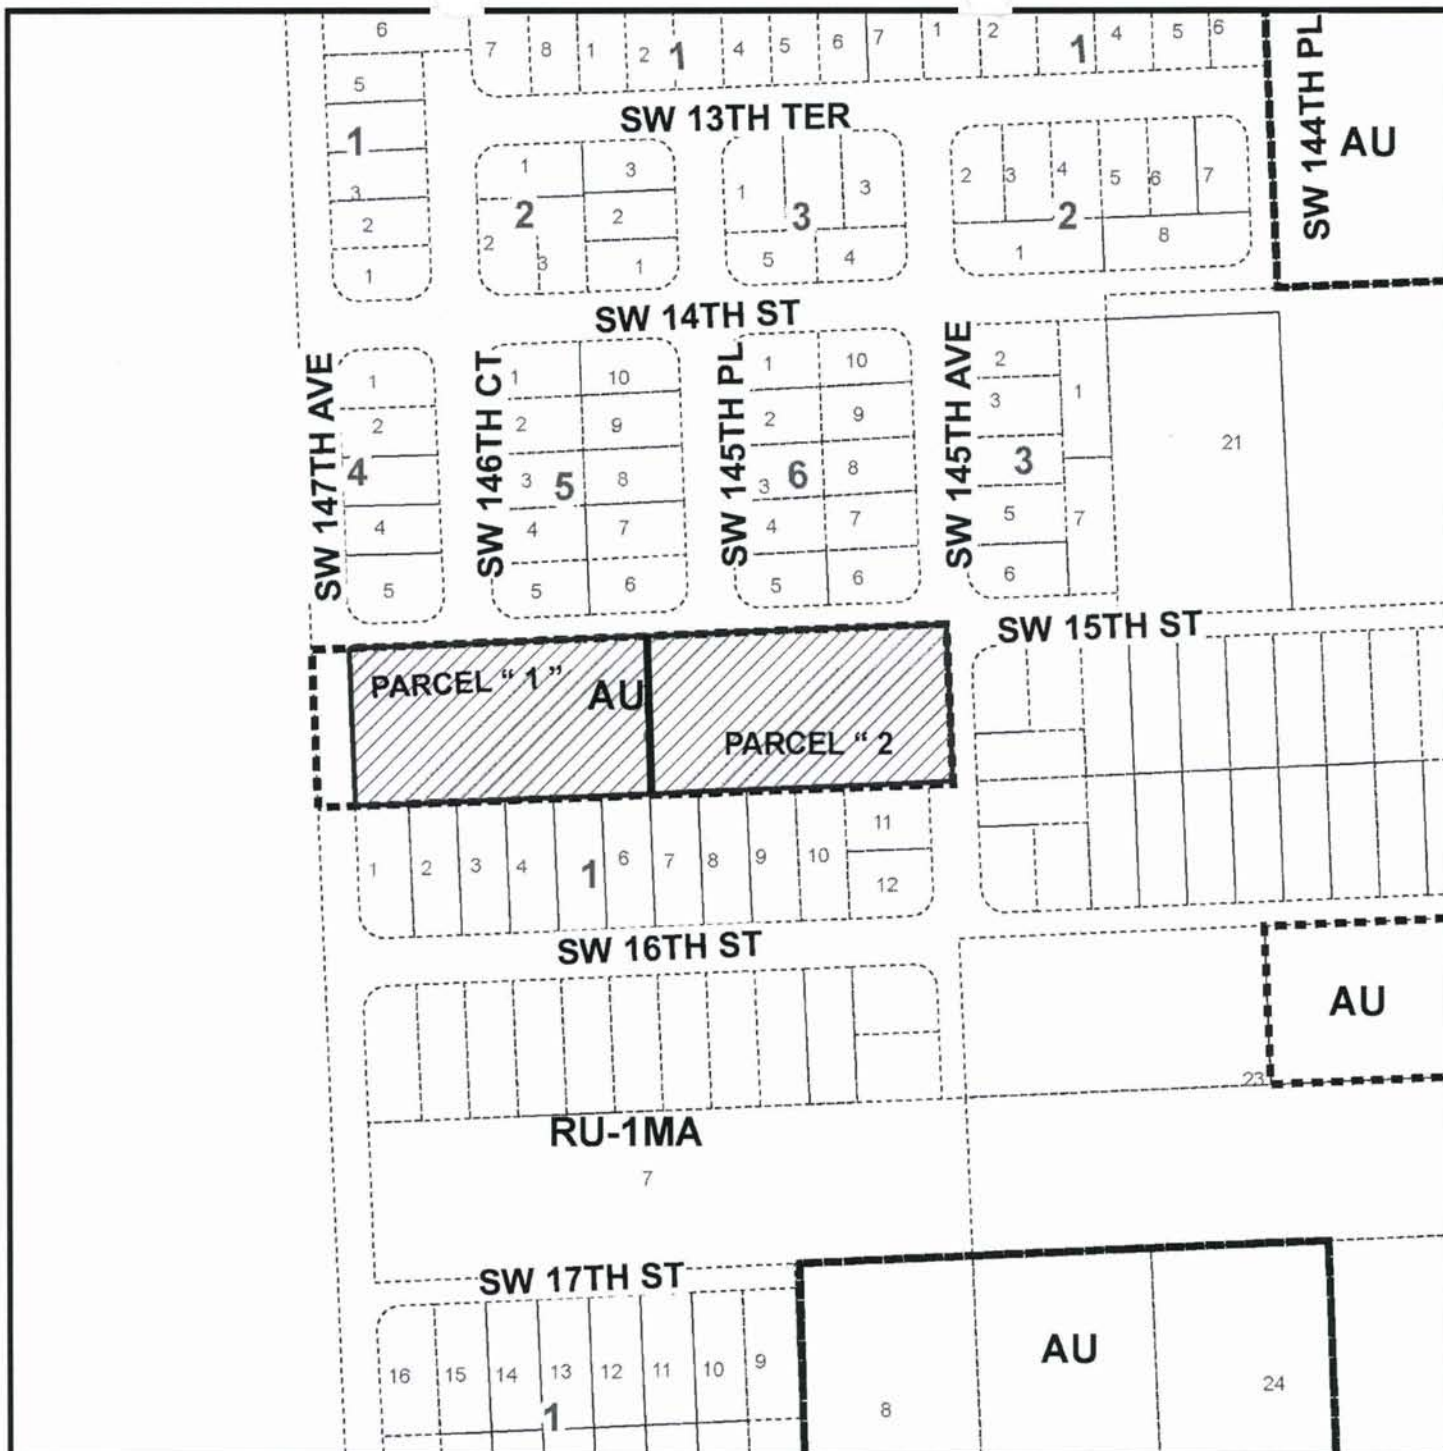 6
7 8 1 2 1 4 5 6 7 1 2 1 4 5 6
SW 144TH PL
AU
5
1
3
2
1
SW 13TH TER
1 3
2
2 2
3 1
1 3
3
5 4
2 3 4 5 6 7
2
1 8
SW 14TH ST
SW 147TH AVE
1
2
4
4
5
SW 146TH CT
1 10
2 9
3 5 8
4 7
5 6
SW 145TH PL
1 10
2 9
3 6 8
4 7
5 6
SW 145TH AVE
2
3 1
3
5 7
6
21
SW 15TH ST
PARCEL “ 1 ”
AU
PARCEL “ 2
1 2 3 4 1 6 7 8 9 10 11
12
SW 16TH ST
AU
23
RU-1MA
7
SW 17TH ST
16 15 14 13 12 11 10 9
1
AU
8 24